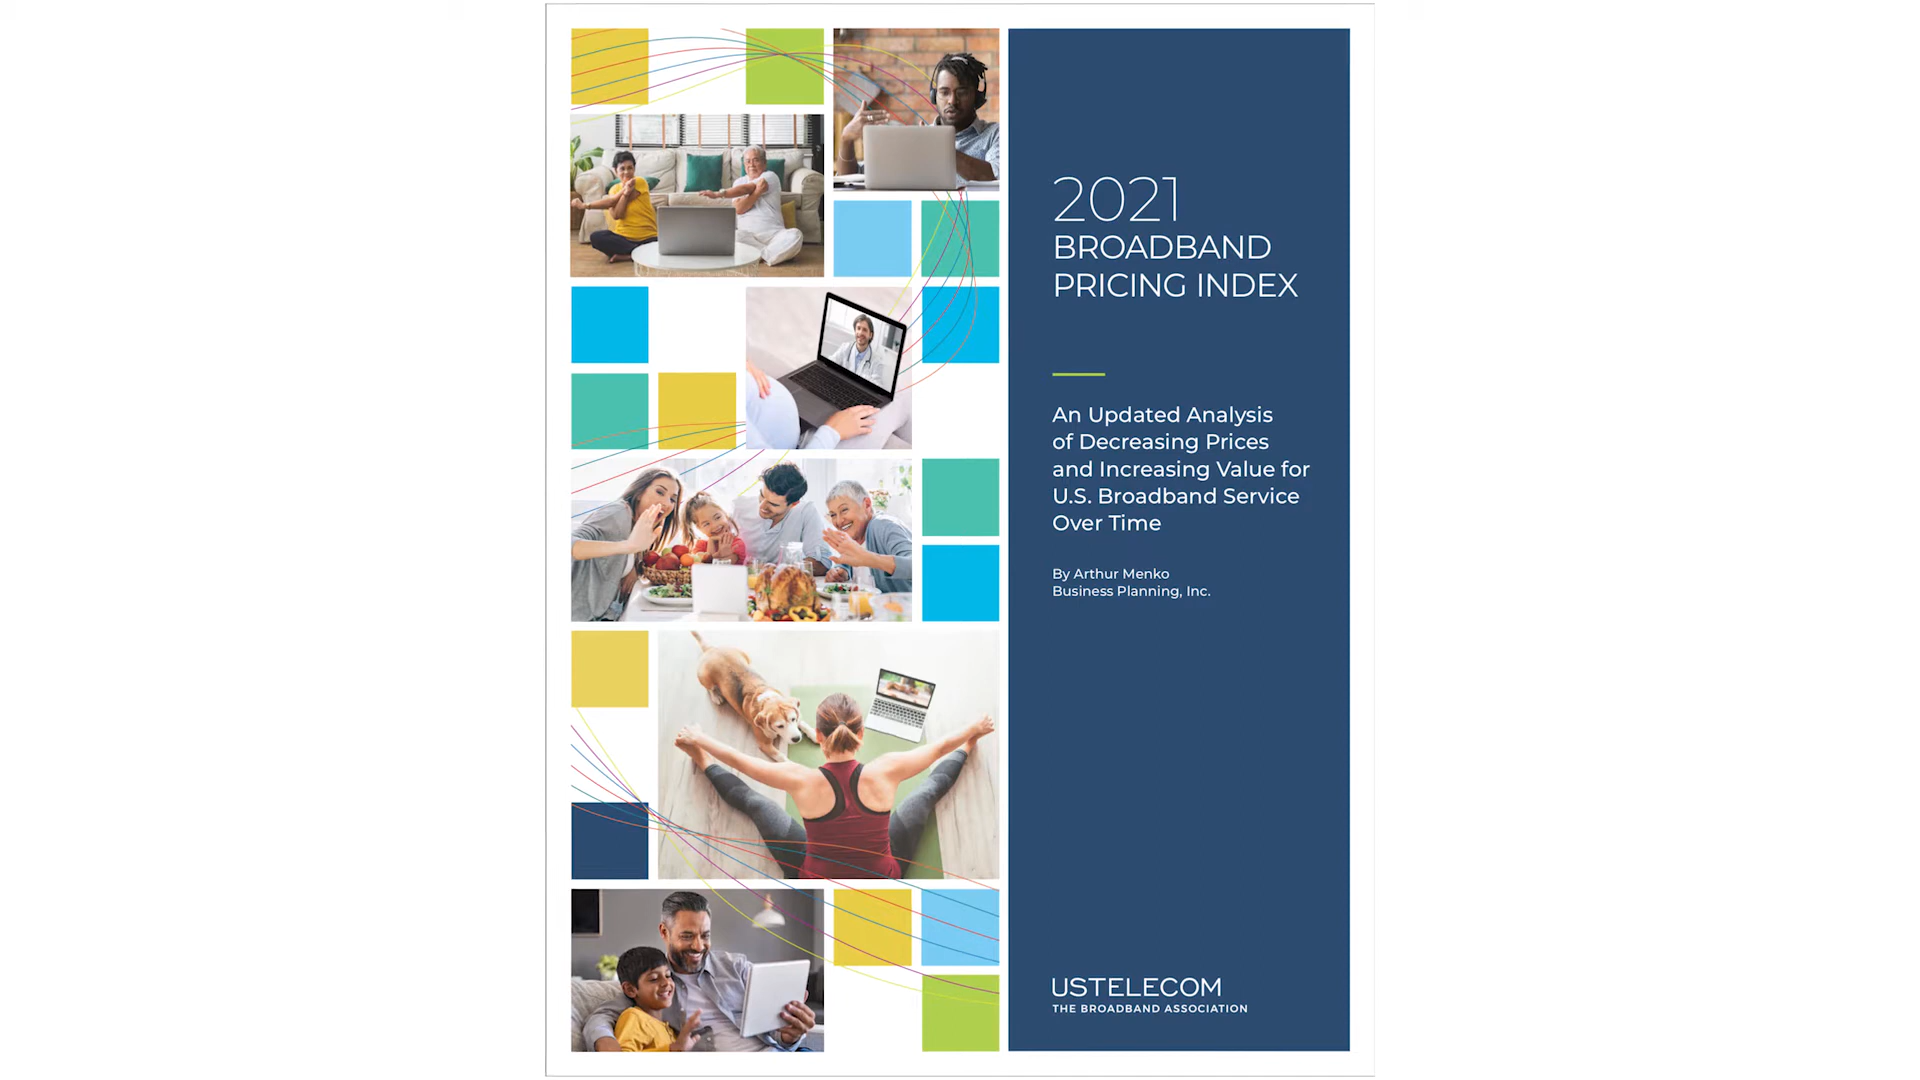 2021
BROADBAND
PRICING INDEX
An Updated Analysis
of Decreasing Prices
and Increasing Value for
U.S. Broadband Service
Over Time
By Arthur Menko
Business Planning, Inc.
USTELECOM
THE BROADBAND ASSOCIATION